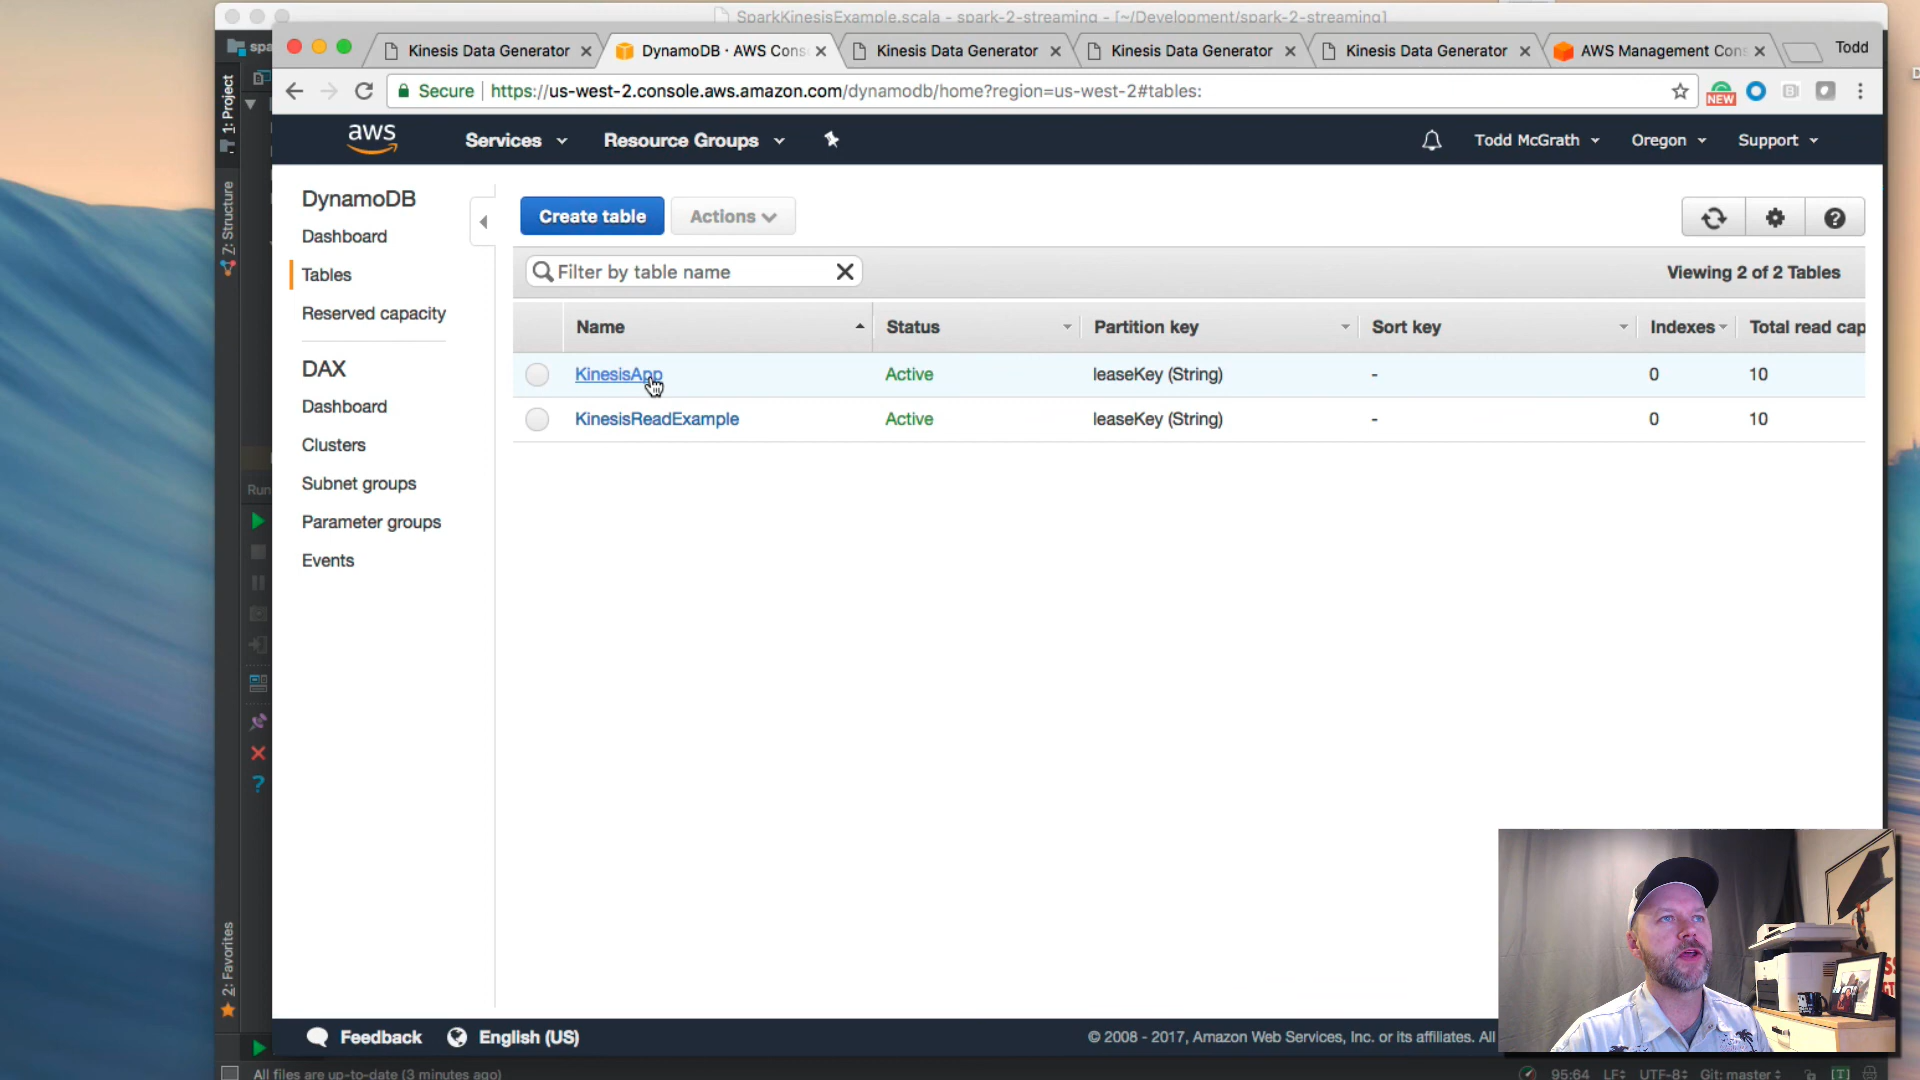 SparkKinesisExample.scala - spark-2-streaming - [~/Development/spark-2-streaming]
spa
Kinesis Data Generator
DynamoDB · AWS Cons
Kinesis Data Generator
Kinesis Data Generator
Kinesis Data Generator
AWS Management Con
Todd
Secure
https://us-west-2.console.aws.amazon.com/dynamodb/home?region=us-west-2#tables:
NEW
aws
Services
Resource Groups
Todd McGrath
Oregon
Support
1: Project
7: Structure
2: Favorites
Run
DynamoDB
Dashboard
Tables
Reserved capacity
DAX
Dashboard
Clusters
Subnet groups
Parameter groups
Events
Create table
Actions
Filter by table name
Viewing 2 of 2 Tables
Name Status Partition key Sort key Indexes Total read cap
KinesisApp Active leaseKey (String) - 0 10
KinesisReadExample Active leaseKey (String) - 0 10
Feedback
English (US)
© 2008 - 2017, Amazon Web Services, Inc. or its affiliates. All
All files are up-to-date (3 minutes ago)
95:64 LF UTF-8 Git: master [T]